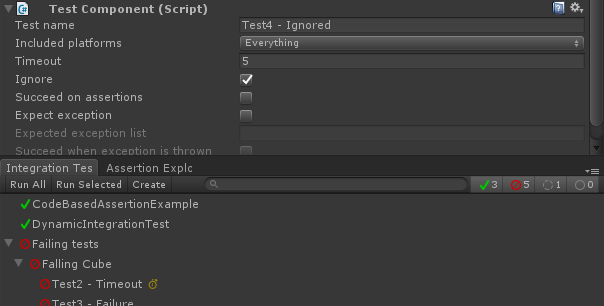 Test Component (Script)
Test name Test4 - Ignored
Included platforms Everything
Timeout 5
Ignore
Succeed on assertions
Expect exception
Expected exception list
Succeed when exception is thrown
Integration Tes Assertion Explc
Run All Run Selected Create 3 5 1 0
CodeBasedAssertionExample
DynamicIntegrationTest
Failing tests
Falling Cube
Test2 - Timeout
Test3 - Failure